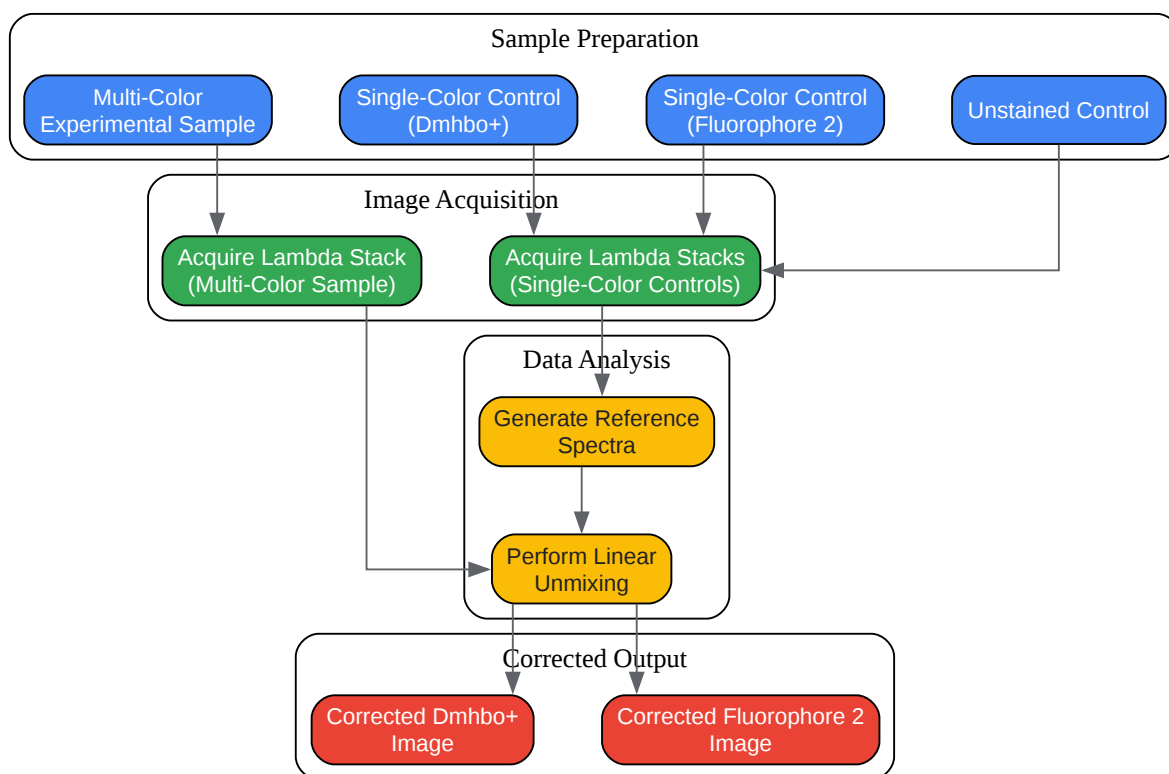 Sample Preparation
Multi-Color
Experimental Sample
Single-Color Control
(Dmhbo+)
Single-Color Control
(Fluorophore 2)
Unstained Control
Image Acquisition
Acquire Lambda Stack
(Multi-Color Sample)
Acquire Lambda Stacks
(Single-Color Controls)
Data Analysis
Generate Reference
Spectra
Perform Linear
Unmixing
Corrected Output
Corrected Dmhbo+
Image
Corrected Fluorophore 2
Image